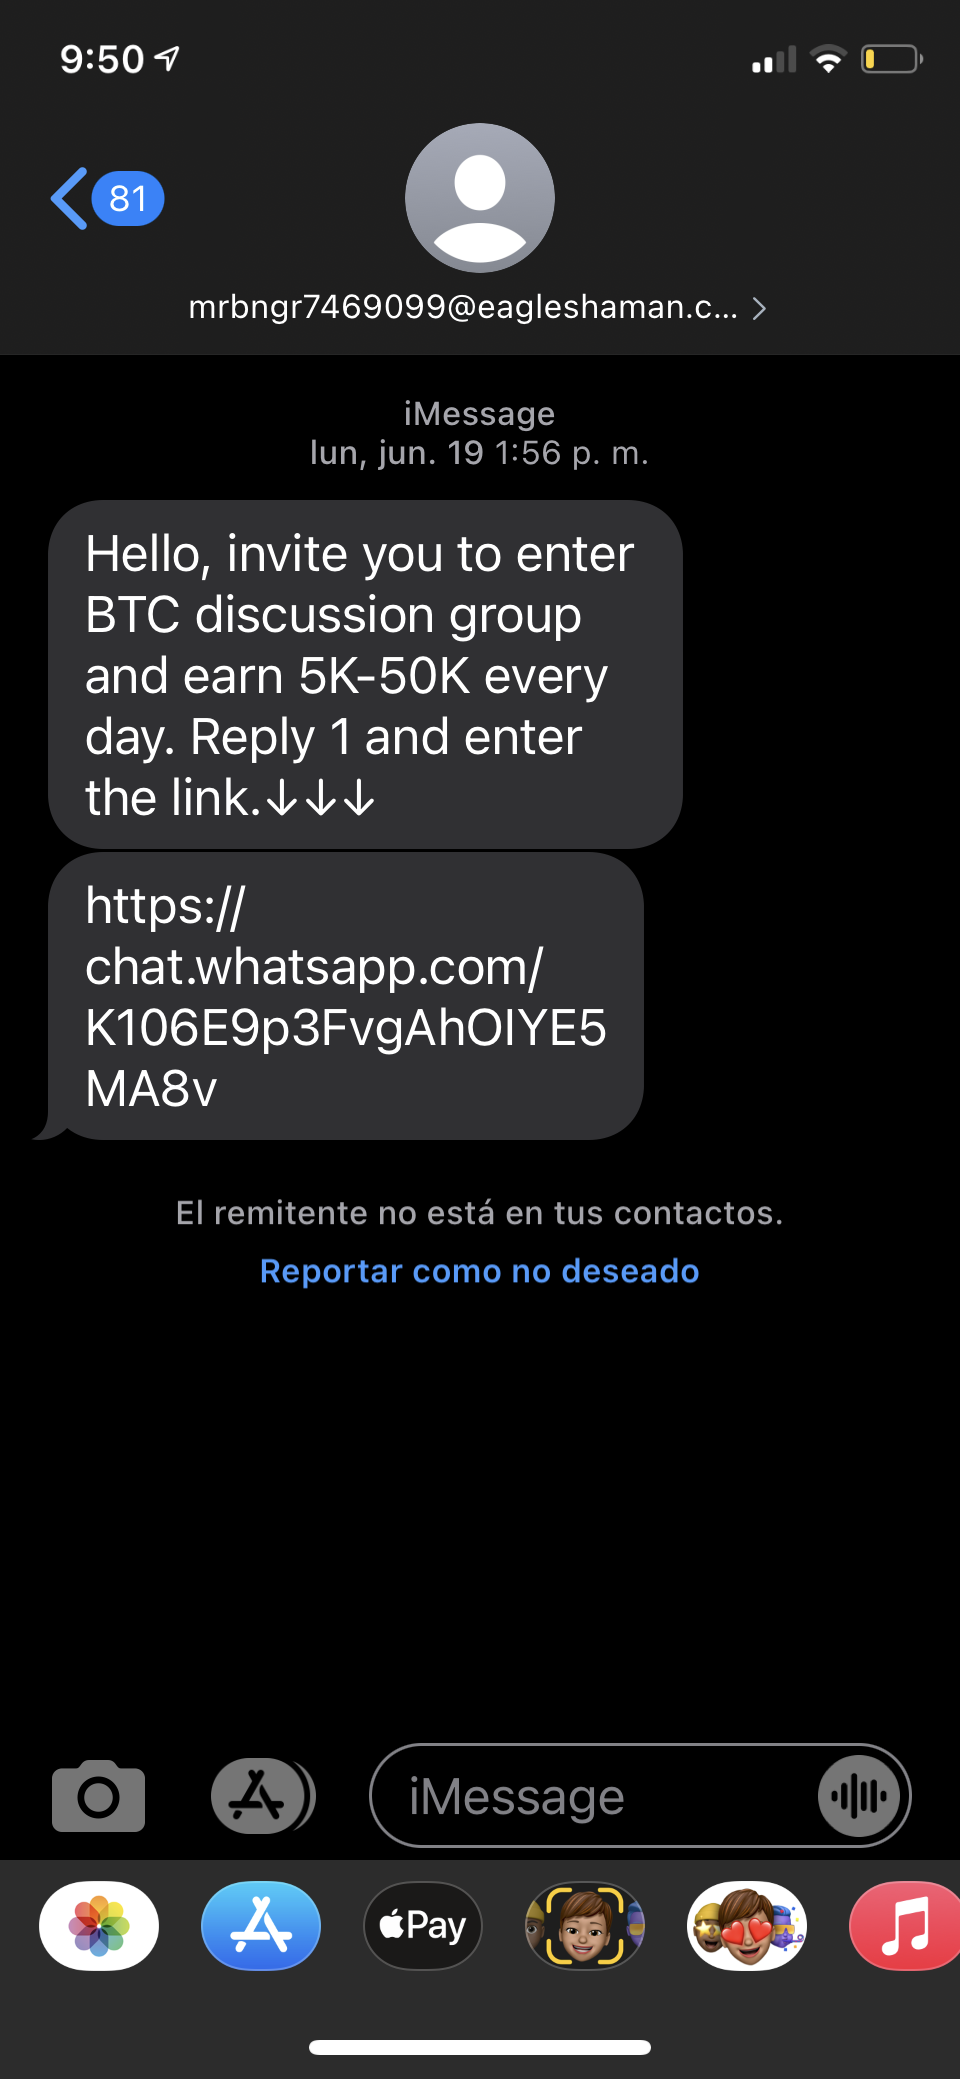 9:50
81
mrbngr7469099@eagleshaman.c...
iMessage
lun, jun. 19 1:56 p. m.
Hello, invite you to enter
BTC discussion group
and earn 5K-50K every
day. Reply 1 and enter
the link.↓↓↓
https://
chat.whatsapp.com/
K106E9p3FvgAhOIYE5
MA8v
El remitente no está en tus contactos.
Reportar como no deseado
iMessage
Pay